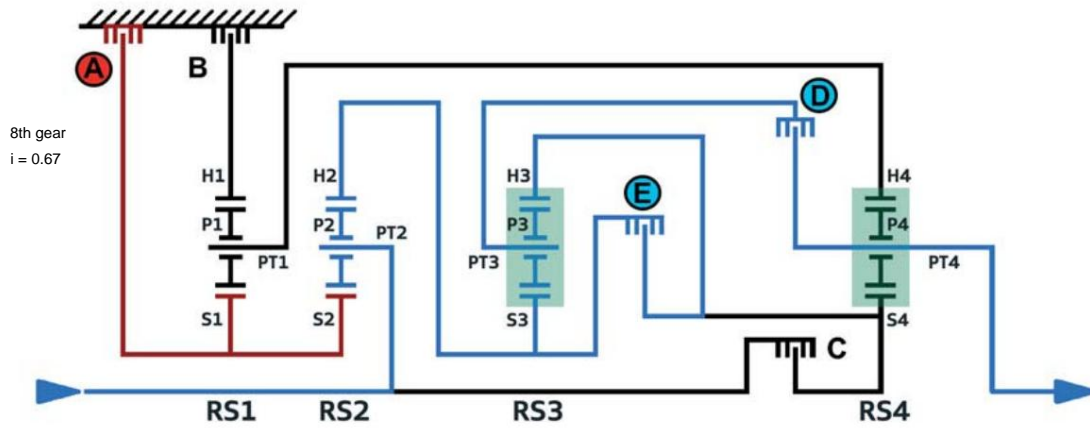 A
B
D
8th gear
i = 0.67
H1 H2 H3 H4
E
P1 P2 PT2 P3 P4
PT1 PT3 PT4
S1 S2 S3 S4
C
RS1 RS2 RS3 RS4